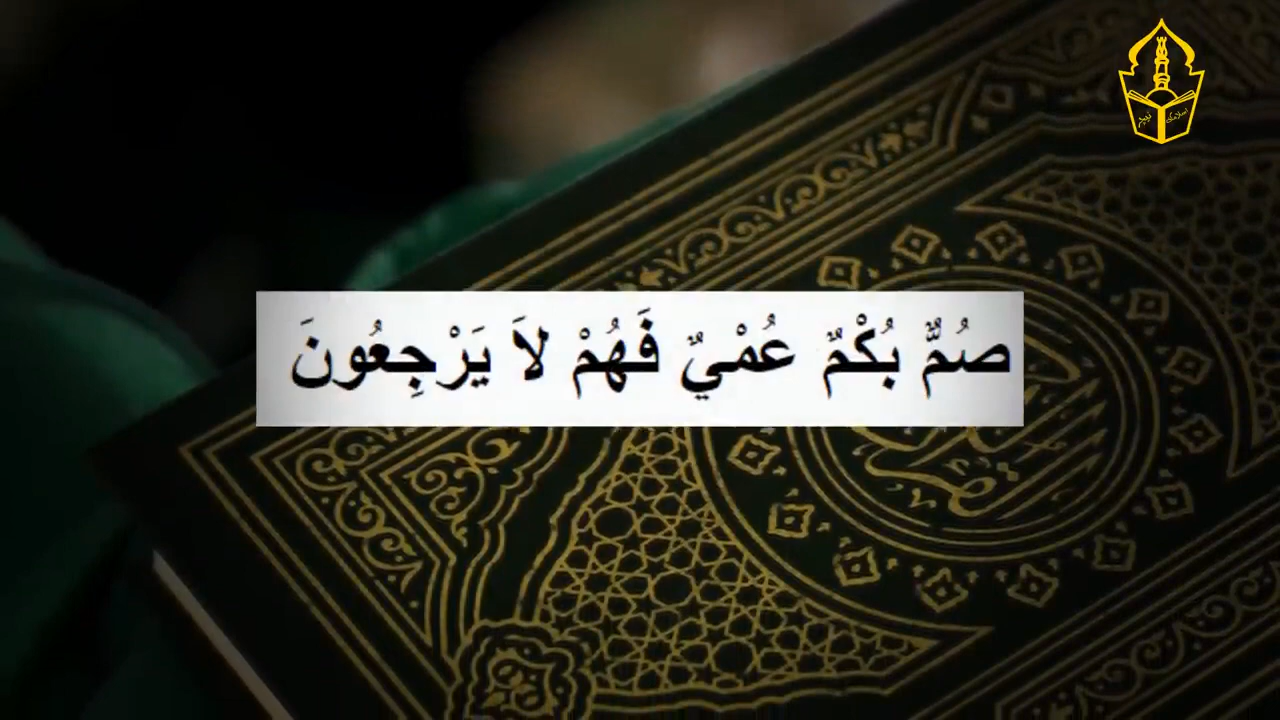 صُمٌّ بُكْمٌ عُمْيٌ فَهُمْ لاَ يَرْجِعُونَ